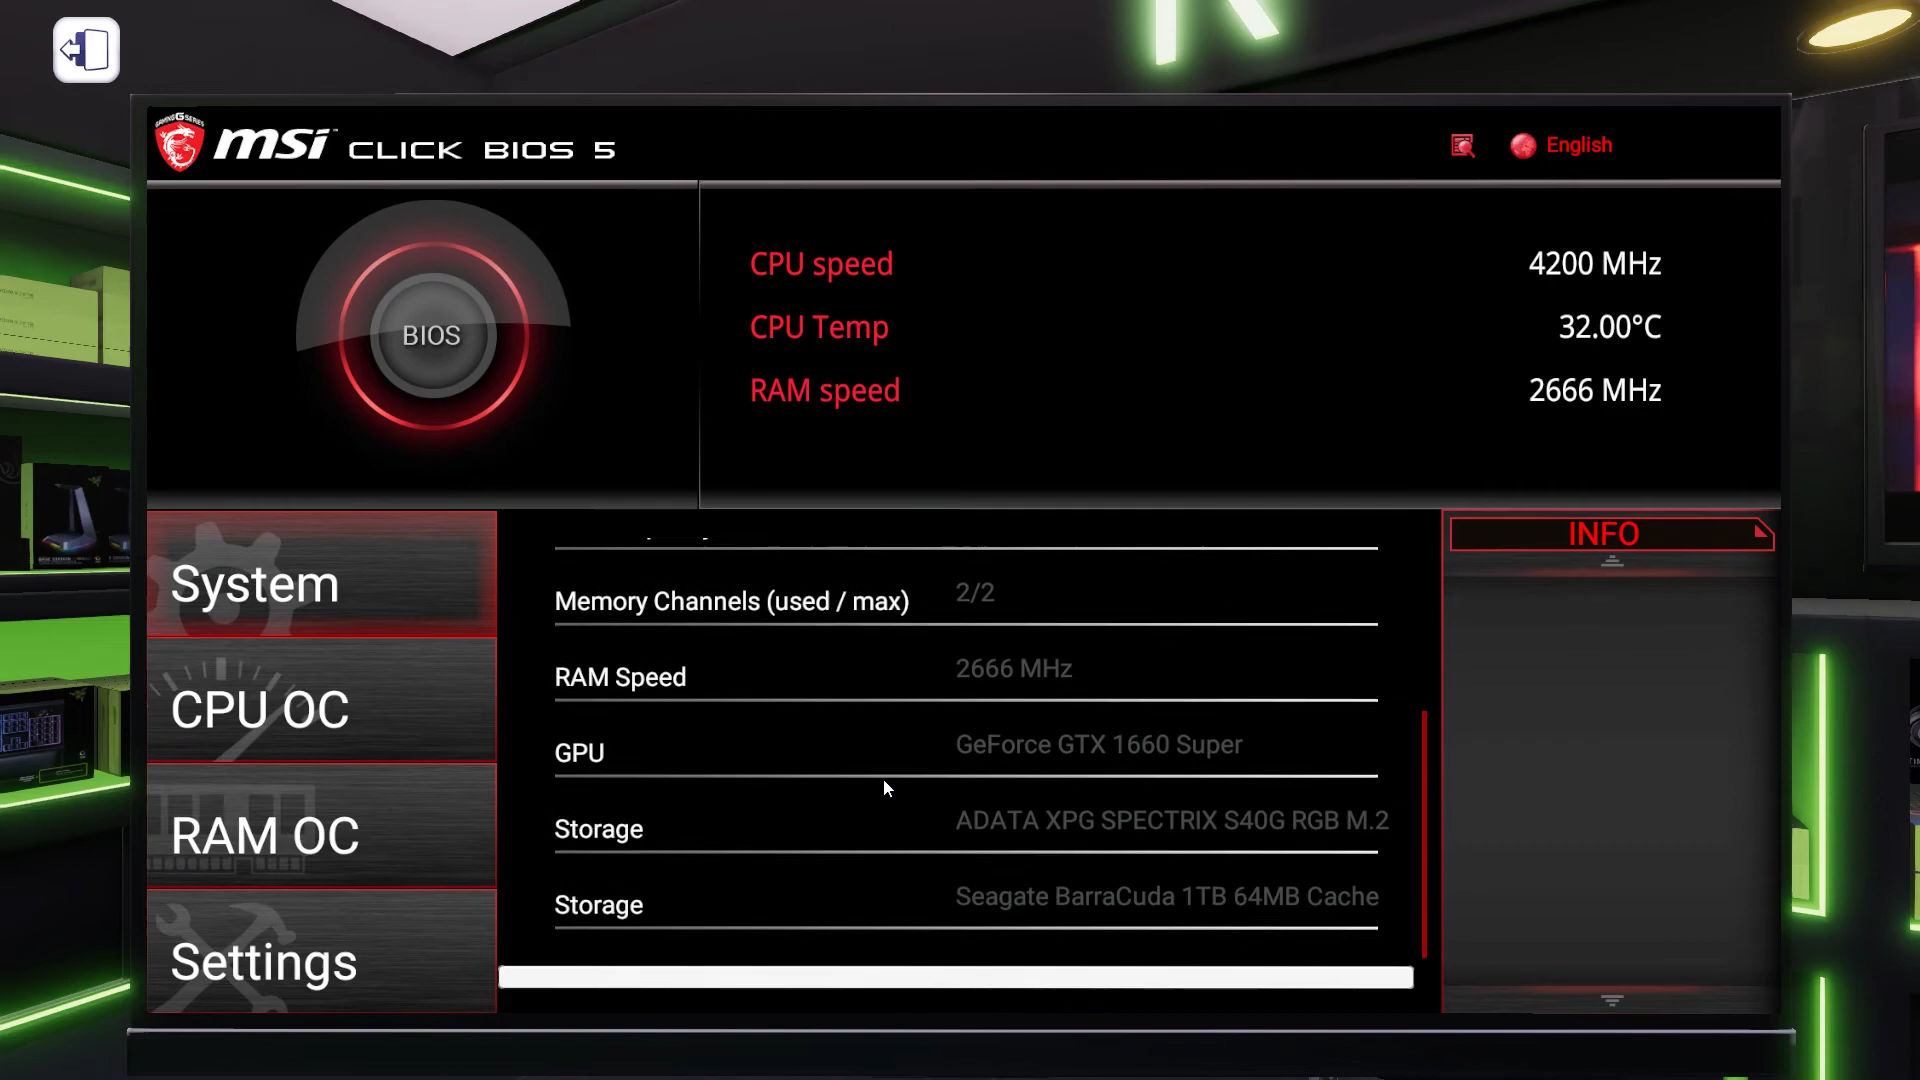 GAMING G SERIES
msi CLICK BIOS 5
English
BIOS
CPU speed 4200 MHz
CPU Temp 32.00°C
RAM speed 2666 MHz
System
CPU OC
RAM OC
Settings
Memory Channels (used / max) 2/2
RAM Speed 2666 MHz
GPU GeForce GTX 1660 Super
Storage ADATA XPG SPECTRIX S40G RGB M.2
Storage Seagate BarraCuda 1TB 64MB Cache
INFO